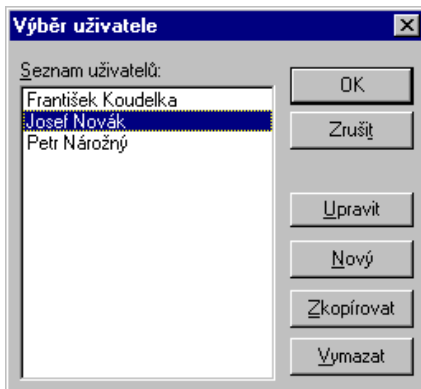 Výběr uživatele
Seznam uživatelů:
František Koudelka
Josef Novák
Petr Nárožný
OK
Zrušit
Upravit
Nový
Zkopírovat
Vymazat